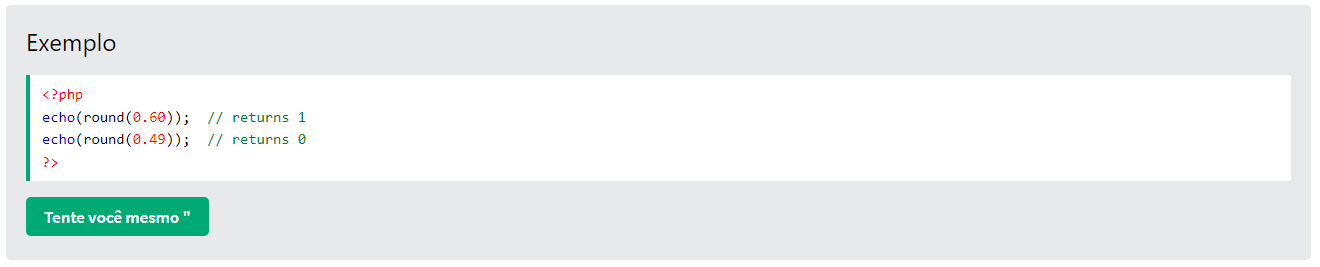 Exemplo
<?php
echo(round(0.60));  // returns 1
echo(round(0.49));  // returns 0
?>
Tente você mesmo "